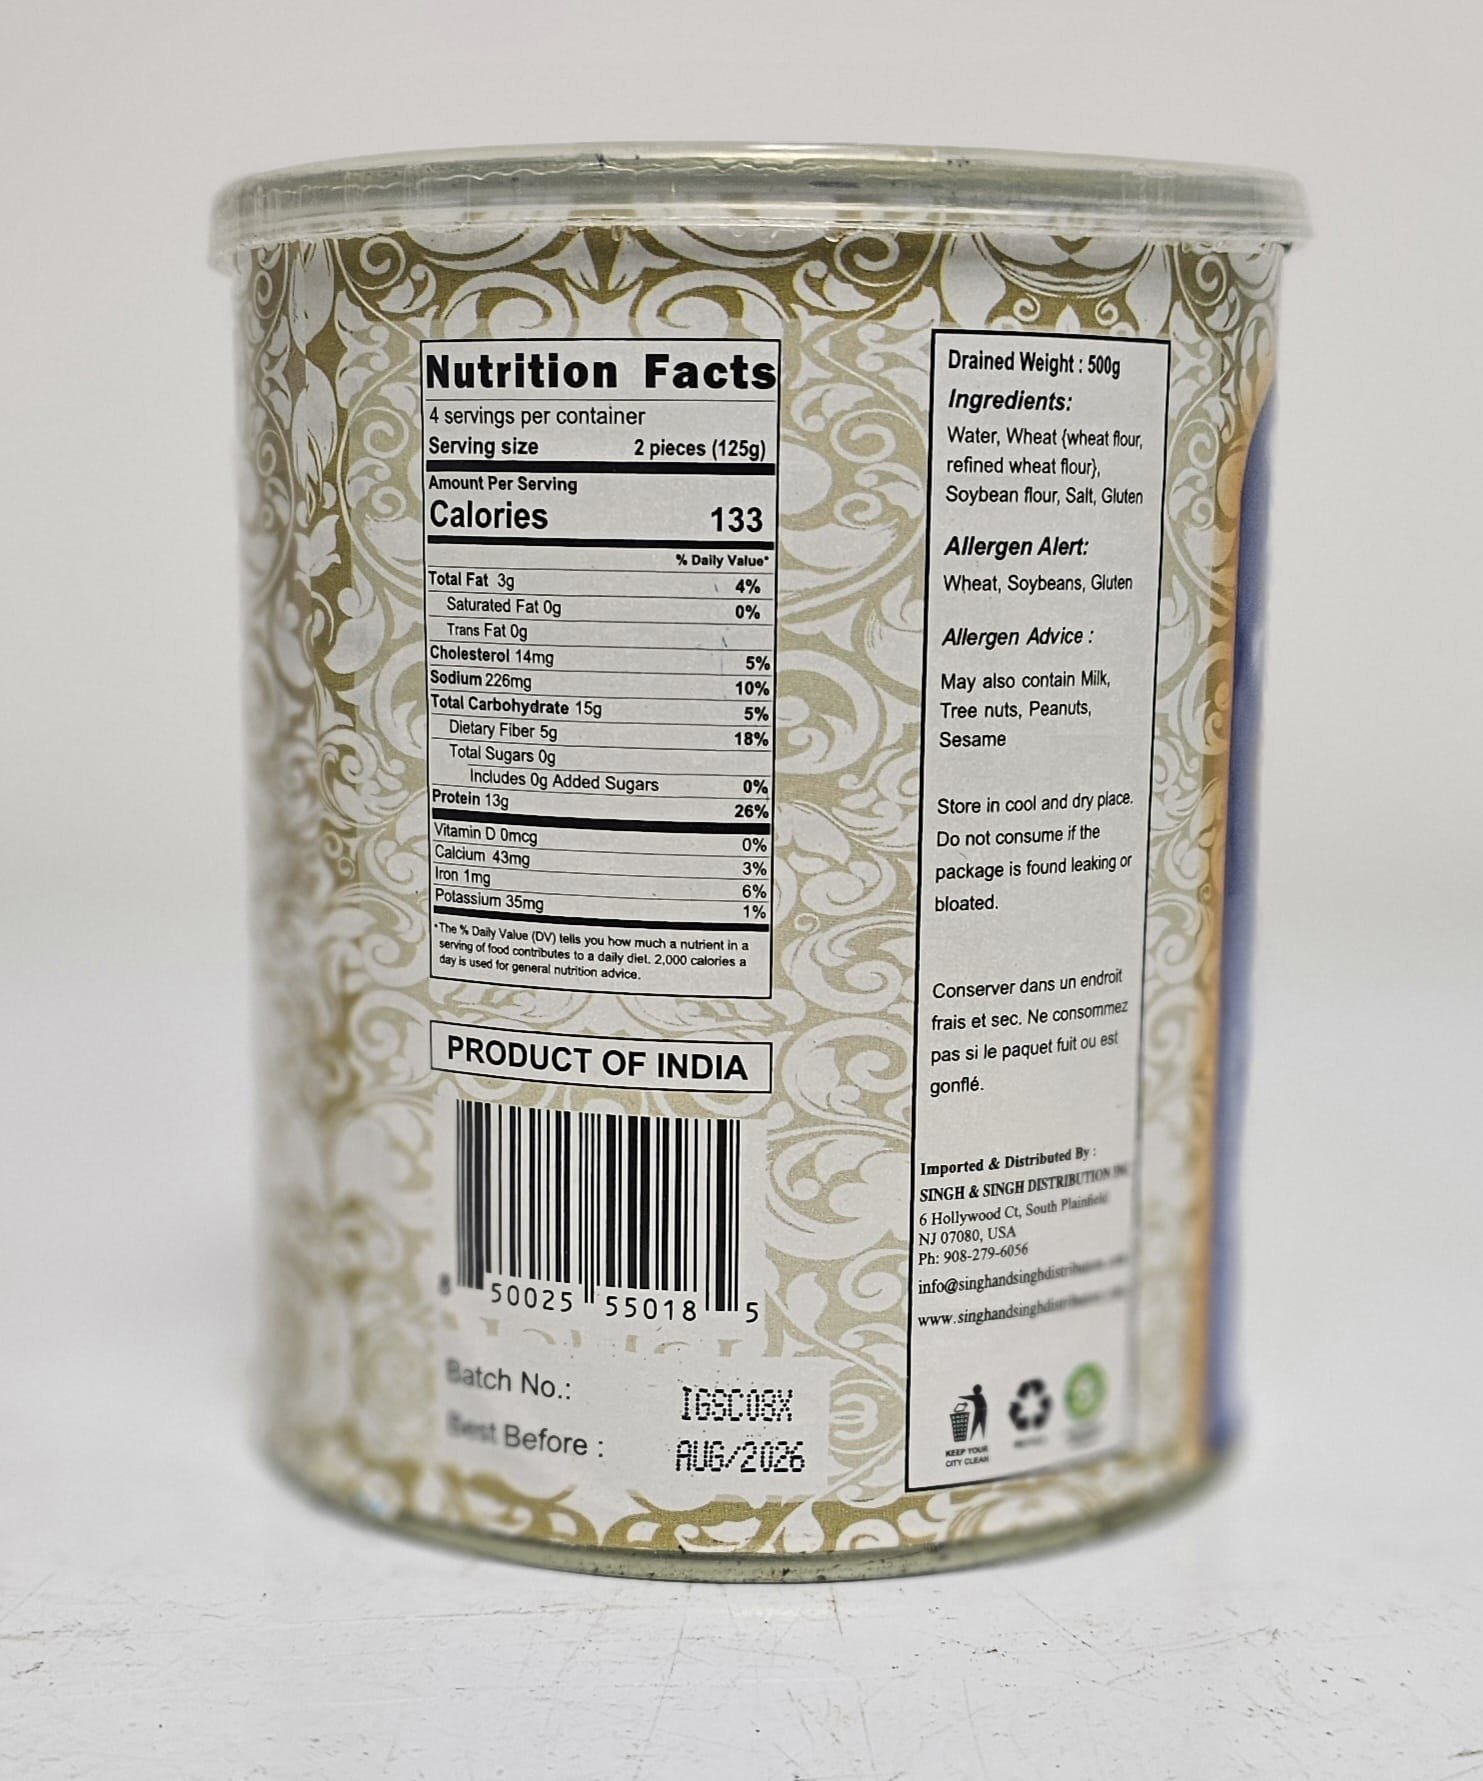 Nutrition Facts
4 servings per container
Serving size 2 pieces (125g)
Amount Per Serving
Calories 133
% Daily Value*
Total Fat 3g 4%
Saturated Fat 0g 0%
Trans Fat 0g
Cholesterol 14mg 5%
Sodium 226mg 10%
Total Carbohydrate 15g 5%
Dietary Fiber 5g 18%
Total Sugars 0g
Includes 0g Added Sugars 0%
Protein 13g 26%
Vitamin D 0mcg 0%
Calcium 43mg 3%
Iron 1mg 6%
Potassium 35mg 1%
*The % Daily Value (DV) tells you how much a nutrient in a
serving of food contributes to a daily diet. 2,000 calories a
day is used for general nutrition advice.
PRODUCT OF INDIA
8 50025 55018 5
Batch No.: IGSC08X
Best Before : AUG/2026
Drained Weight : 500g
Ingredients:
Water, Wheat {wheat flour,
refined wheat flour},
Soybean flour, Salt, Gluten
Allergen Alert:
Wheat, Soybeans, Gluten
Allergen Advice :
May also contain Milk,
Tree nuts, Peanuts,
Sesame
Store in cool and dry place.
Do not consume if the
package is found leaking or
bloated.
Conserver dans un endroit
frais et sec. Ne consommez
pas si le paquet fuit ou est
gonflé.
Imported & Distributed By :
SINGH & SINGH DISTRIBUTION
6 Hollywood Ct, South Plainfield
NJ 07080, USA
Ph: 908-279-6056
KEEP YOUR
CITY CLEAN